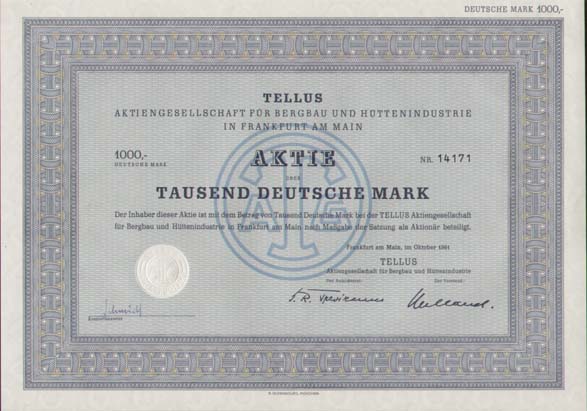 DEUTSCHE MARK 1000,-
TELLUS
AKTIENGESELLSCHAFT FÜR BERGBAU UND HÜTTENINDUSTRIE
IN FRANKFURT AM MAIN
1000,- AKTIE NR. 14171
DEUTSCHE MARK ÜBER
TAUSEND DEUTSCHE MARK
Der Inhaber dieser Aktie ist mit dem Betrag von Tausend Deutsche Mark bei der TELLUS Aktiengesellschaft
für Bergbau und Hüttenindustrie in Frankfurt am Main nach Maßgabe der Satzung als Aktionär beteiligt.
Frankfurt am Main, im Oktober 1961
TELLUS
Aktiengesellschaft für Bergbau und Hüttenindustrie
Der Aufsichtsrat: Der Vorstand:
Schmidt
Kontrollbeamter